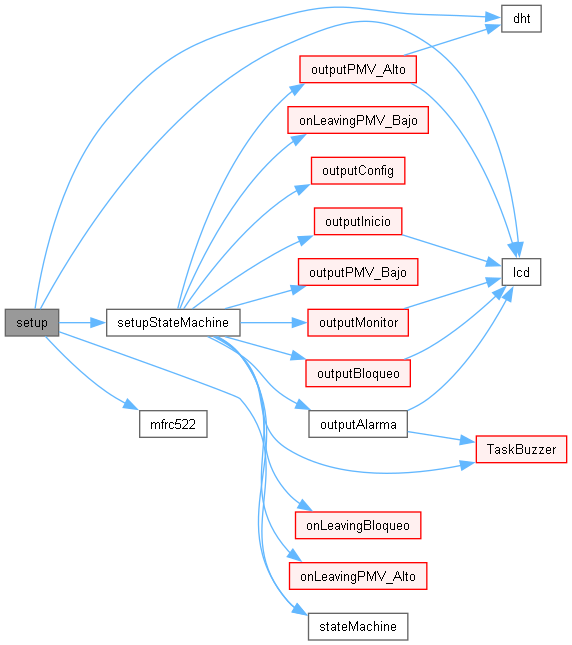 dht
outputPMV_Alto
onLeavingPMV_Bajo
outputConfig
outputInicio
outputPMV_Bajo
lcd
setup
setupStateMachine
outputMonitor
outputBloqueo
mfrc522
outputAlarma
TaskBuzzer
onLeavingBloqueo
onLeavingPMV_Alto
stateMachine